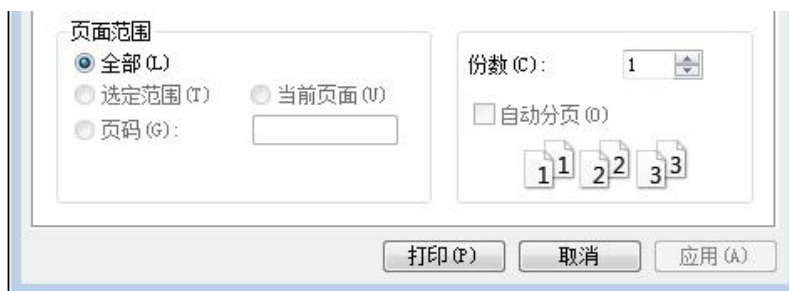 页面范围
全部(L)
选定范围(T) 当前页面(U)
页码(G):
份数(C): 1
自动分页(O)
1 1 2 2 3 3
打印(P) 取消 应用(A)